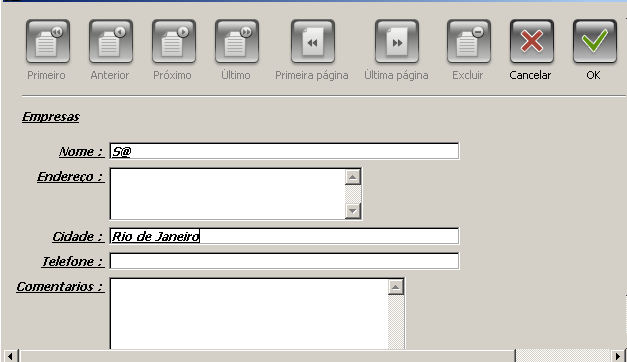 Primeiro Anterior Próximo Último Primeira página Última página Excluir Cancelar OK
Empresas
Nome : S@
Endereço :
Cidade : Rio de Janeiro
Telefone :
Comentarios :